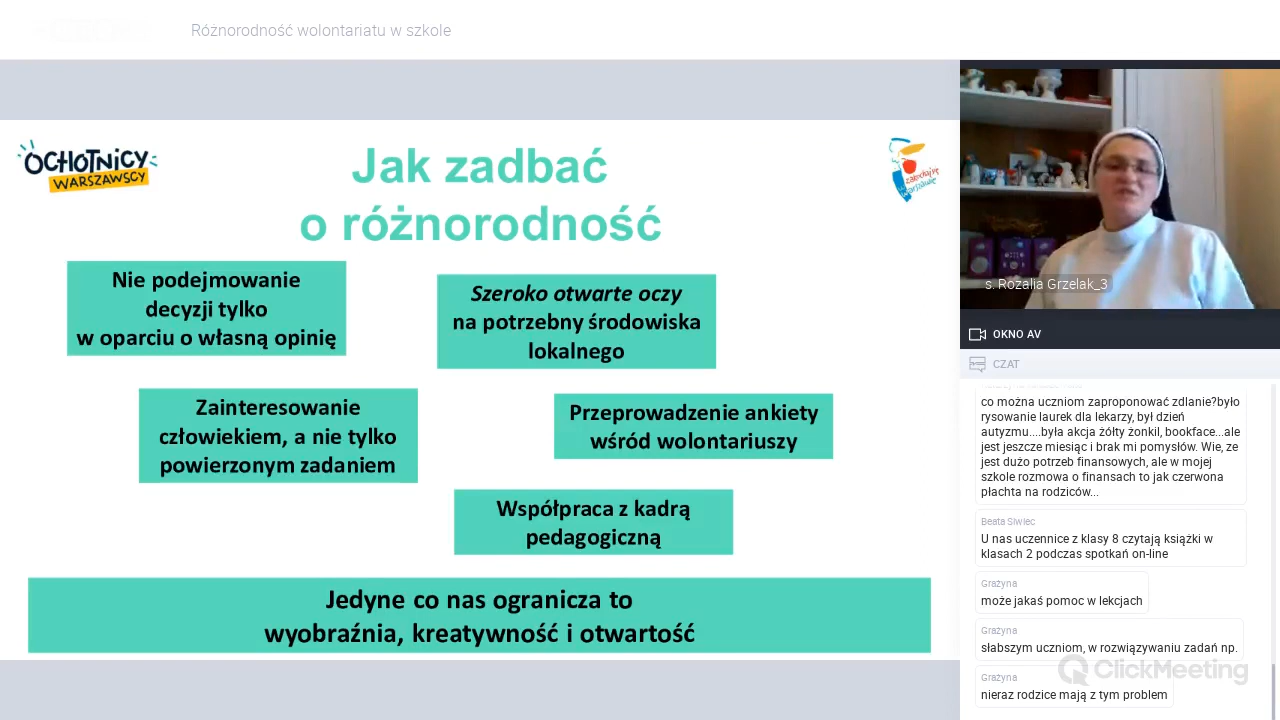 Różnorodność wolontariatu w szkole
OCHOTNICY
WARSZAWSCY
Jak zadbać
o różnorodność
Nie podejmowanie
decyzji tylko
w oparciu o własną opinię
Szeroko otwarte oczy
na potrzebny środowiska
lokalnego
Zainteresowanie
człowiekiem, a nie tylko
powierzonym zadaniem
Przeprowadzenie ankiety
wśród wolontariuszy
Współpraca z kadrą
pedagogiczną
Jedyne co nas ogranicza to
wyobraźnia, kreatywność i otwartość
s. Rozalia Grzelak_3
OKNO AV
CZAT
co można uczniom zaproponować zdlanie?było
rysowanie laurek dla lekarzy, był dzień
autyzmu....była akcja żółty żonkil, bookface...ale
jest jeszcze miesiąc i brak mi pomysłów. Wie, ze
jest dużo potrzeb finansowych, ale w mojej
szkole rozmowa o finansach to jak czerwona
płachta na rodziców...
Beata Siwiec
U nas uczennice z klasy 8 czytają książki w
klasach 2 podczas spotkań on-line
Grażyna
może jakaś pomoc w lekcjach
Grażyna
słabszym uczniom, w rozwiązywaniu zadań np.
Grażyna
nieraz rodzice mają z tym problem
ClickMeeting